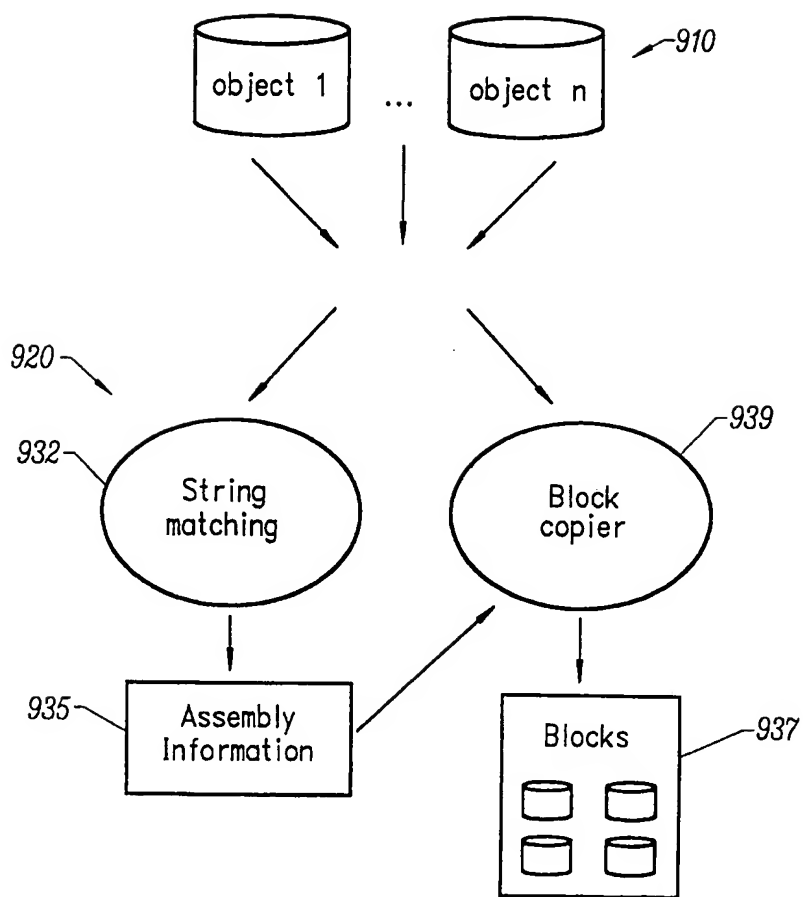 910
object 1
...
object n
920
932
939
String
matching
Block
copier
935
Assembly
Information
Blocks
937